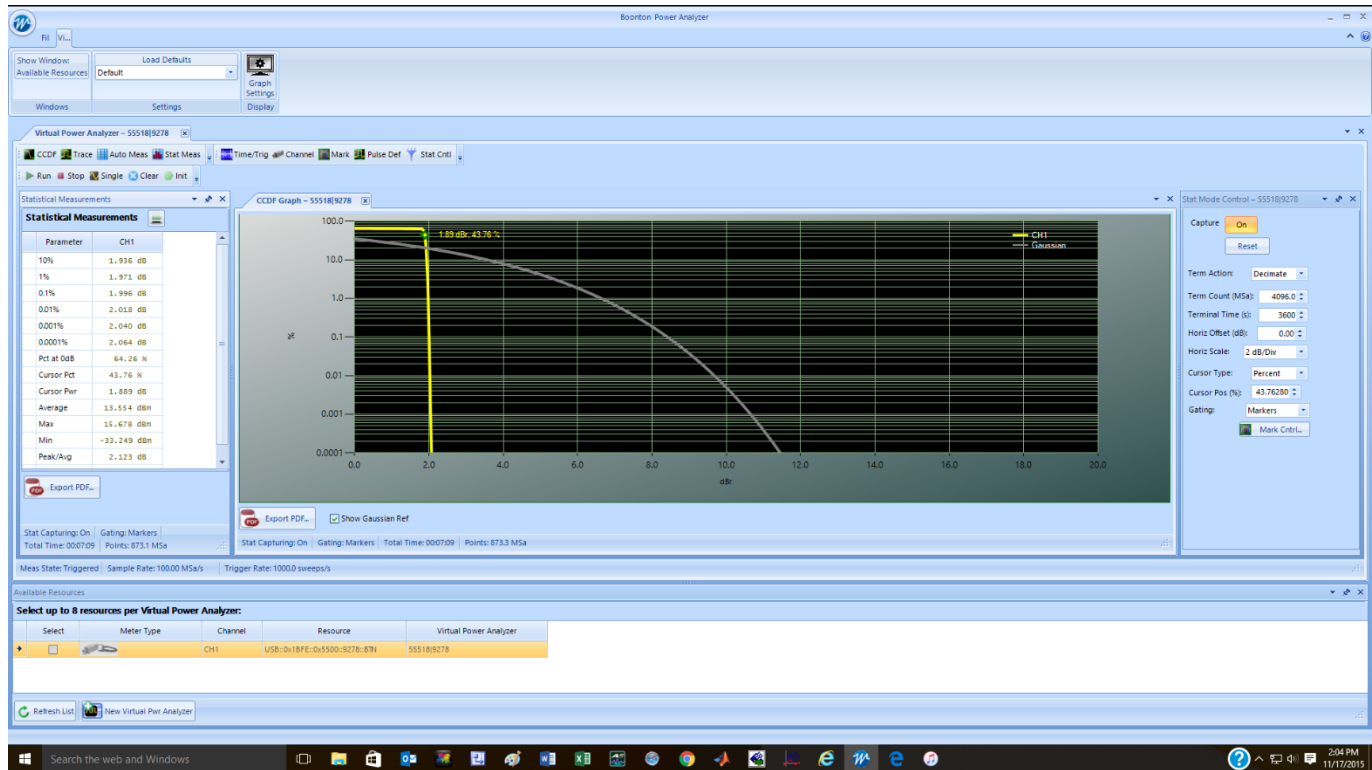 Boonton Power Analyzer
Fil Vi...
Show Window: Load Defaults
Available Resources Default
Graph
Settings
Windows Settings Display
Virtual Power Analyzer – 55518|9278
CCDF Trace Auto Meas Stat Meas Time/Trig Channel Mark Pulse Def Stat Cntl
Run Stop Single Clear Init
Statistical Measurements
Statistical Measurements
Parameter CH1
10% 1.936 dB
1% 1.971 dB
0.1% 1.996 dB
0.01% 2.018 dB
0.001% 2.040 dB
0.0001% 2.064 dB
Pct at 0dB 64.26 %
Cursor Pct 43.76 %
Cursor Pwr 1.889 dB
Average 13.554 dBm
Max 15.678 dBm
Min -33.249 dBm
Peak/Avg 2.123 dB
Export PDF...
Stat Capturing: On Gating: Markers
Total Time: 00:07:09 Points: 873.1 MSa
CCDF Graph – 55518|9278
1.89 dBr, 43.76 %
CH1
Gaussian
100.0
10.0
1.0
0.1
0.01
0.001
0.0001
%
0.0 2.0 4.0 6.0 8.0 10.0 12.0 14.0 16.0 18.0 20.0
dBr
Export PDF... Show Gaussian Ref
Stat Capturing: On Gating: Markers Total Time: 00:07:09 Points: 873.3 MSa
Stat Mode Control – 55518|9278
Capture On
Reset
Term Action: Decimate
Term Count (MSa): 4096.0
Terminal Time (s): 3600
Horiz Offset (dB): 0.00
Horiz Scale: 2 dB/Div
Cursor Type: Percent
Cursor Pos (%): 43.76280
Gating: Markers
Mark Cntrl...
Meas State: Triggered Sample Rate: 100.00 MSa/s Trigger Rate: 1000.0 sweeps/s
Available Resources
Select up to 8 resources per Virtual Power Analyzer:
Select Meter Type Channel Resource Virtual Power Analyzer
CH1 USB::0x1BFE::0x5500::9278::BTN 55518|9278
Refresh List New Virtual Pwr Analyzer
Search the web and Windows
2:04 PM
11/17/2015